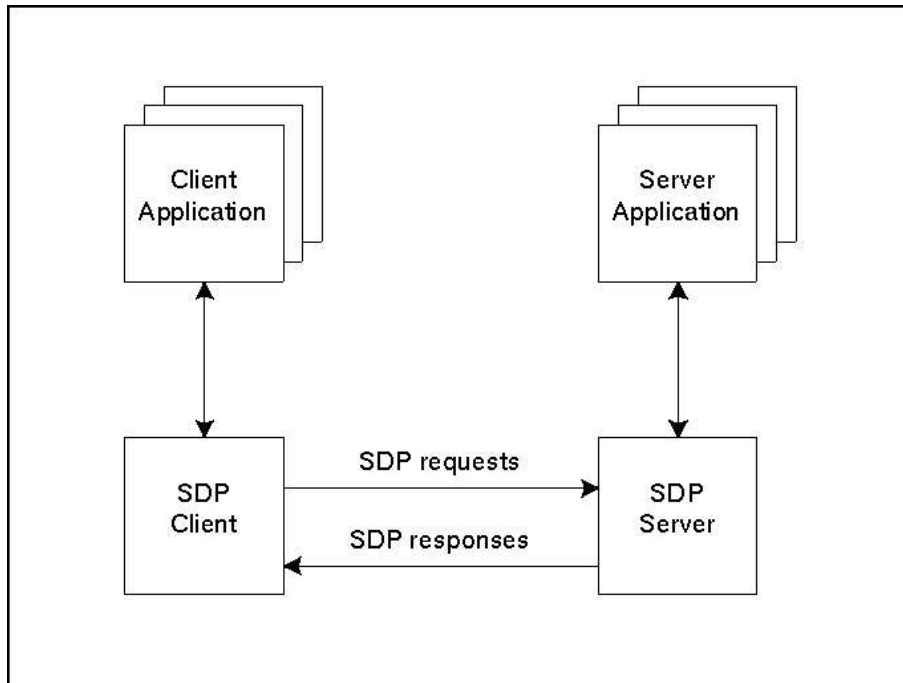 Client
Application
Server
Application
SDP requests
SDP
Client
SDP
Server
SDP responses